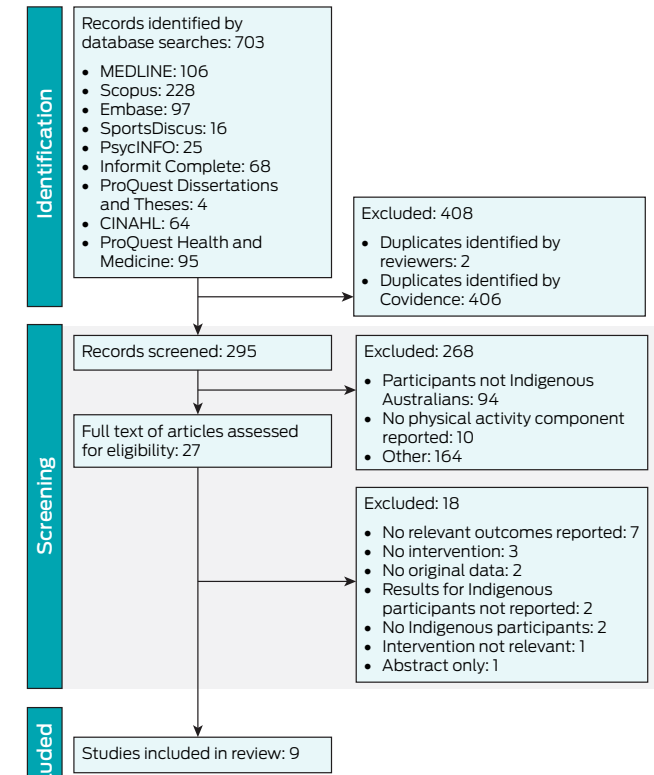 Identification
Records identified by
database searches: 703
• MEDLINE: 106
• Scopus: 228
• Embase: 97
• SportsDiscus: 16
• PsycINFO: 25
• Informit Complete: 68
• ProQuest Dissertations
and Theses: 4
• CINAHL: 64
• ProQuest Health and
Medicine: 95
Excluded: 408
• Duplicates identified by
reviewers: 2
• Duplicates identified by
Covidence: 406
Screening
Records screened: 295
Excluded: 268
• Participants not Indigenous
Australians: 94
• No physical activity component
reported: 10
• Other: 164
Full text of articles assessed
for eligibility: 27
Excluded: 18
• No relevant outcomes reported: 7
• No intervention: 3
• No original data: 2
• Results for Indigenous
participants not reported: 2
• No Indigenous participants: 2
• Intervention not relevant: 1
• Abstract only: 1
uded
Studies included in review: 9